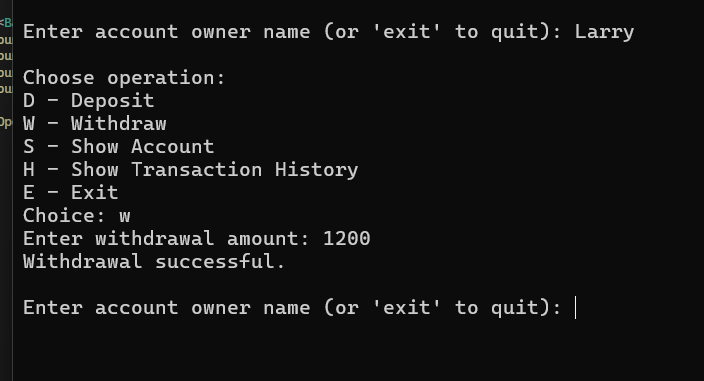 Enter account owner name (or 'exit' to quit): Larry
Choose operation:
D - Deposit
W - Withdraw
S - Show Account
H - Show Transaction History
E - Exit
Choice: w
Enter withdrawal amount: 1200
Withdrawal successful.
Enter account owner name (or 'exit' to quit):